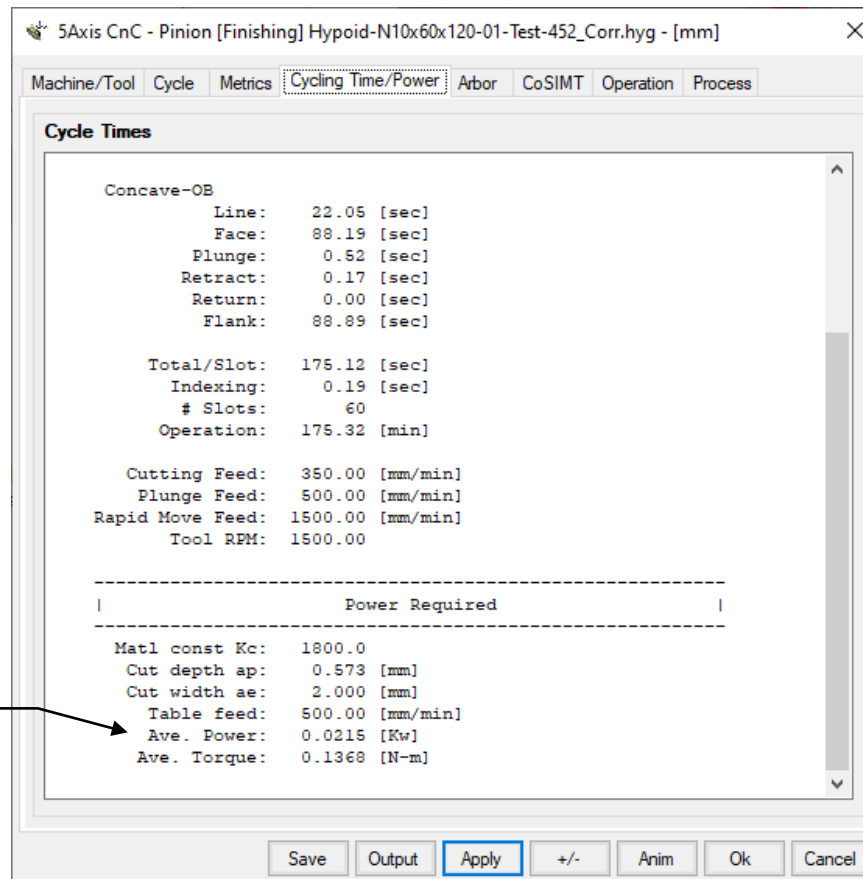 5Axis CnC - Pinion [Finishing] Hypoid-N10x60x120-01-Test-452_Corr.hyg - [mm]
Machine/Tool Cycle Metrics Cycling Time/Power Arbor CoSIMT Operation Process
Cycle Times
Concave-OB
Line: 22.05 [sec]
Face: 88.19 [sec]
Plunge: 0.52 [sec]
Retract: 0.17 [sec]
Return: 0.00 [sec]
Flank: 88.89 [sec]
Total/Slot: 175.12 [sec]
Indexing: 0.19 [sec]
# Slots: 60
Operation: 175.32 [min]
Cutting Feed: 350.00 [mm/min]
Plunge Feed: 500.00 [mm/min]
Rapid Move Feed: 1500.00 [mm/min]
Tool RPM: 1500.00
Power Required
Matl const Kc: 1800.0
Cut depth ap: 0.573 [mm]
Cut width ae: 2.000 [mm]
Table feed: 500.00 [mm/min]
Ave. Power: 0.0215 [Kw]
Ave. Torque: 0.1368 [N-m]
Save Output Apply +/- Anim Ok Cancel